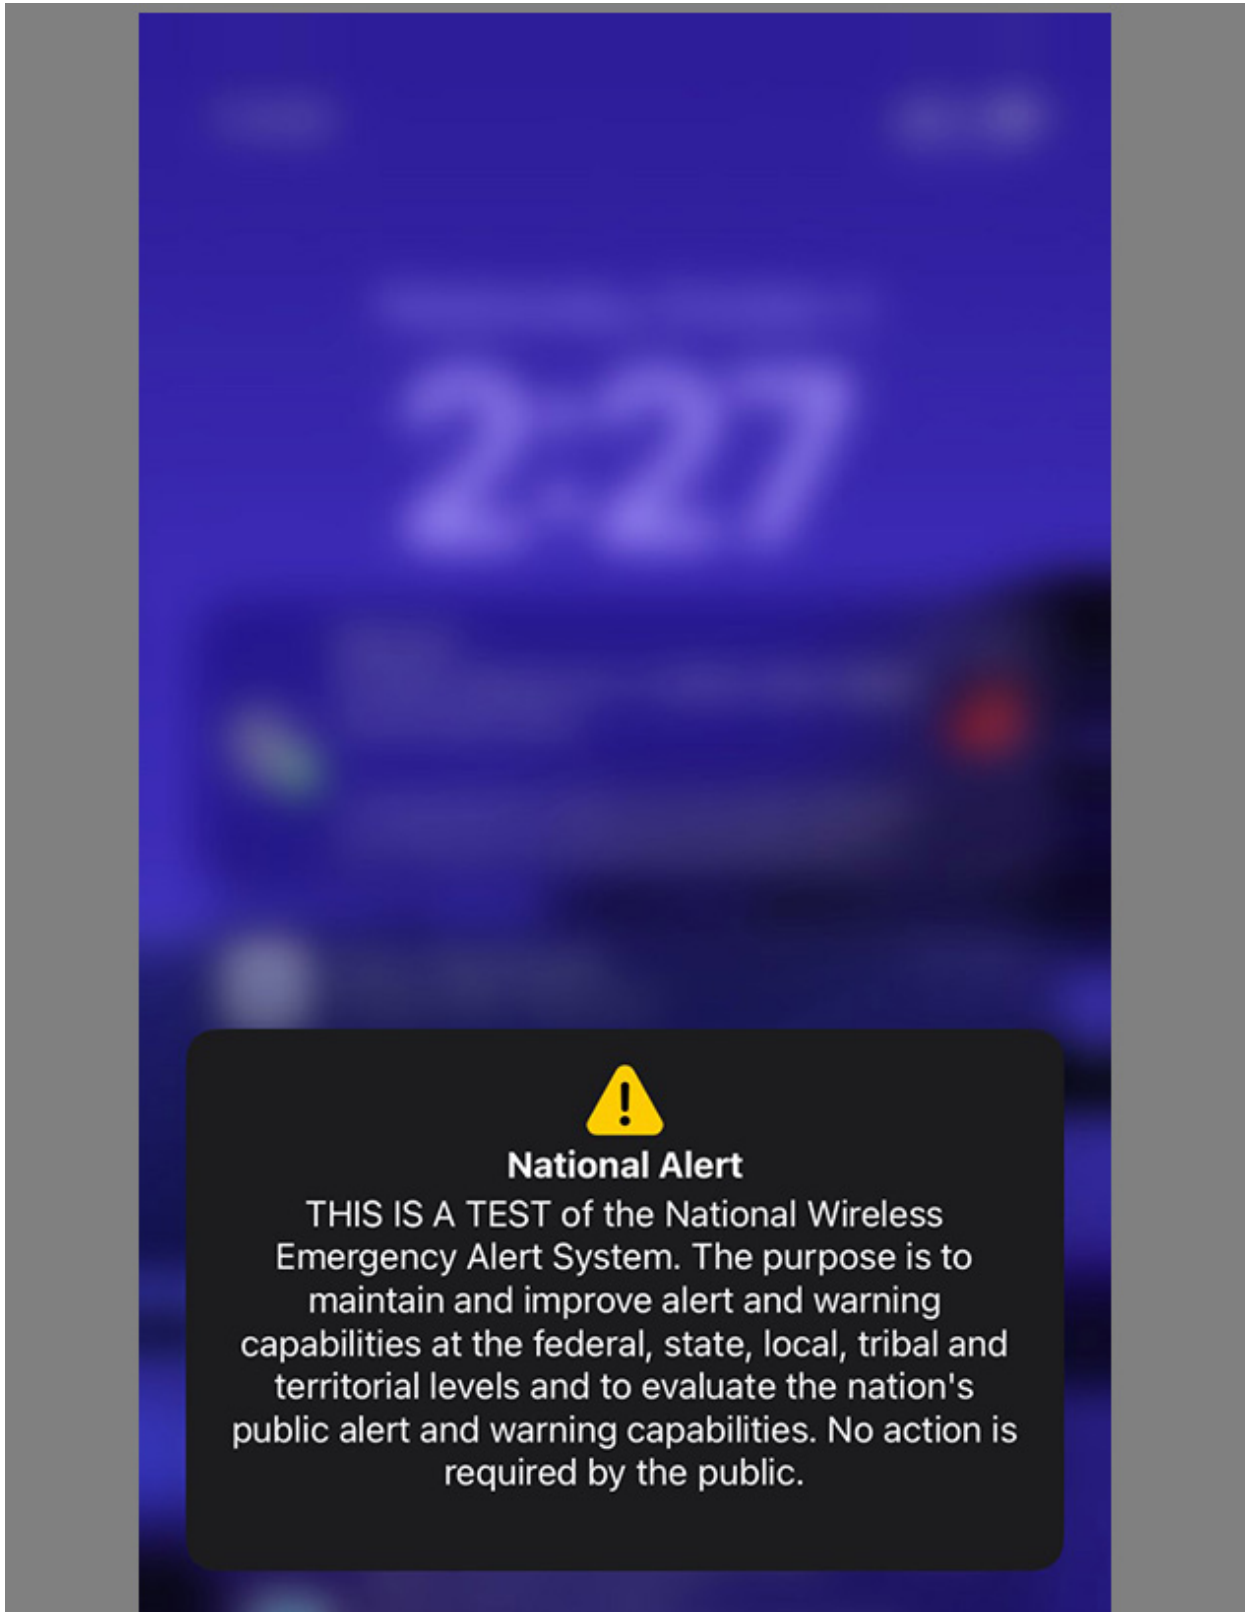 2:27
National Alert
THIS IS A TEST of the National Wireless
Emergency Alert System. The purpose is to
maintain and improve alert and warning
capabilities at the federal, state, local, tribal and
territorial levels and to evaluate the nation's
public alert and warning capabilities. No action is
required by the public.